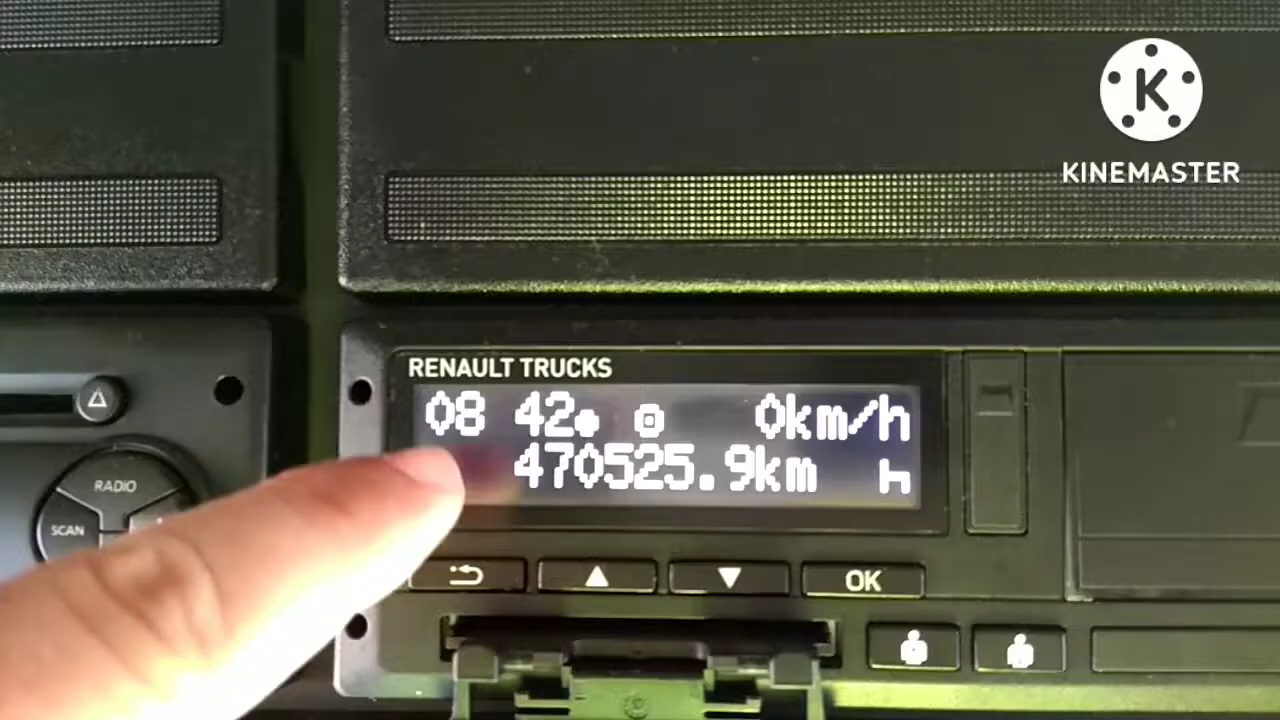 K
KINEMASTER
RENAULT TRUCKS
08 42 0km/h
470525.9km
RADIO
SCAN
OK